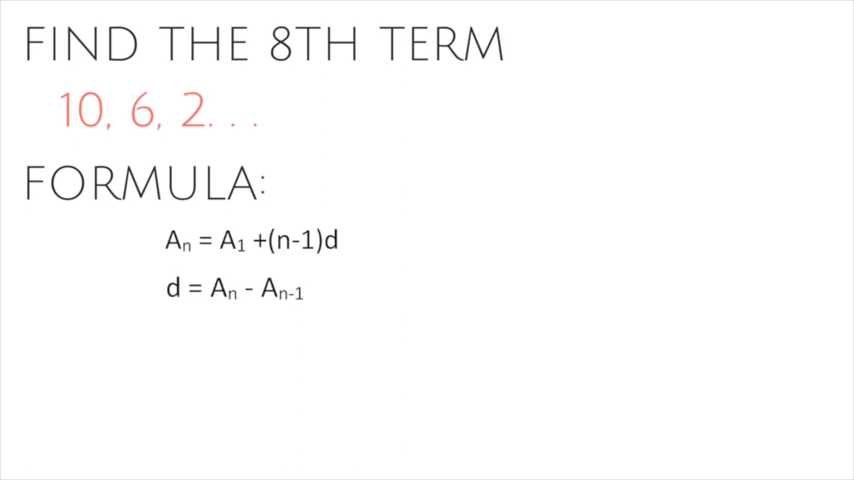 FIND THE 8TH TERM
10, 6, 2. . .
FORMULA:
Aₙ = A₁ +(n-1)d
d = Aₙ - Aₙ₋₁